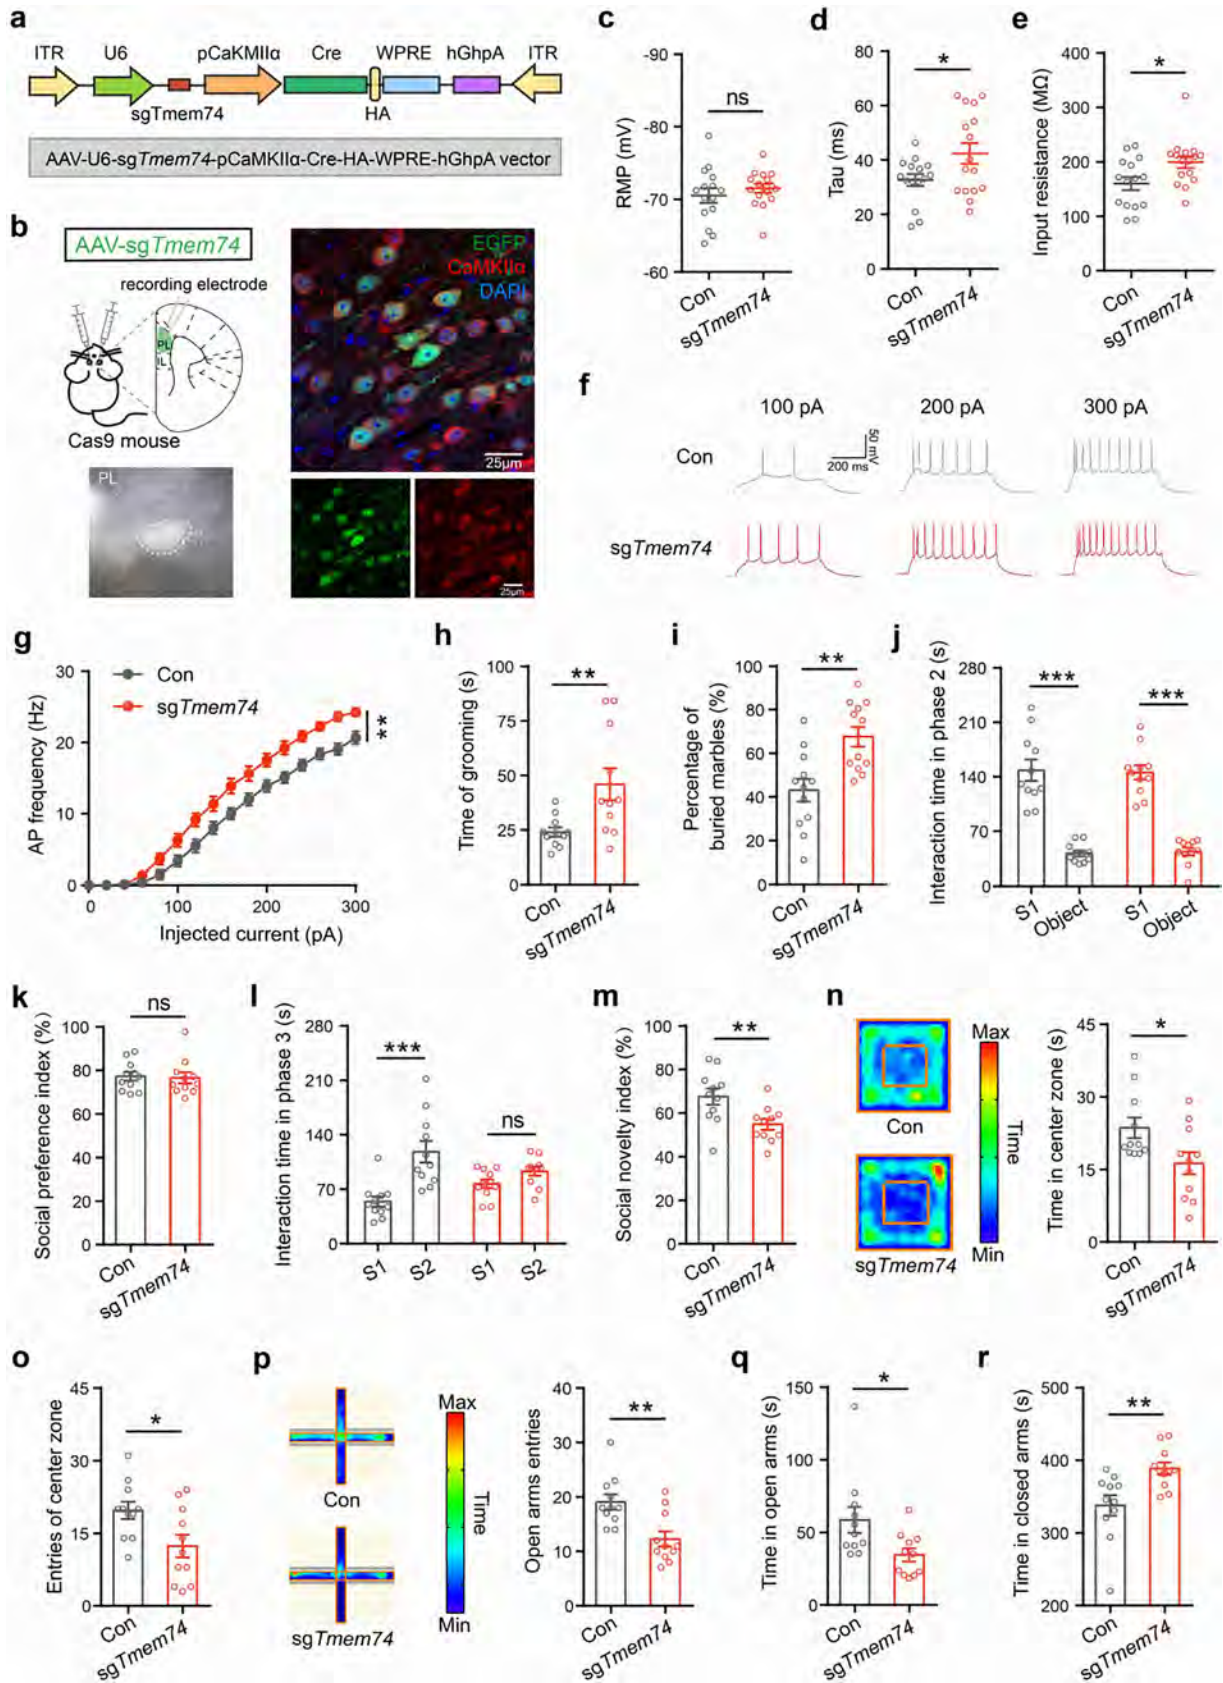 a
ITR U6 pCaKMIIα Cre WPRE hGhpA ITR
sgTmem74 HA
AAV-U6-sgTmem74-pCaMKIIα-Cre-HA-WPRE-hGhpA vector
b
AAV-sgTmem74
recording electrode
PL
IL
Cas9 mouse
PL
EGFP
CaMKIIα
DAPI
25μm
25μm
c
RMP (mV)
-90
-80
-70
-60
ns
Con
sgTmem74
d
Tau (ms)
80
60
40
20
0
*
Con
sgTmem74
e
Input resistance (MΩ)
400
300
200
100
0
*
Con
sgTmem74
f
100 pA 200 pA 300 pA
Con
50 mV
200 ms
sgTmem74
g
AP frequency (Hz)
30
20
10
0
Con
sgTmem74
**
0 100 200 300
Injected current (pA)
h
Time of grooming (s)
100
75
50
25
0
**
Con
sgTmem74
i
Percentage of
buried marbles (%)
100
80
60
40
20
0
**
Con
sgTmem74
j
Interaction time in phase 2 (s)
280
210
140
70
0
*** ***
S1 Object S1 Object
k
Social preference index (%)
100
80
60
40
20
0
ns
Con
sgTmem74
l
Interaction time in phase 3 (s)
280
210
140
70
0
*** ns
S1 S2 S1 S2
m
Social novelty index (%)
100
80
60
40
20
0
**
Con
sgTmem74
n
Con
sgTmem74
Max
Time
Min
Time in center zone (s)
45
30
15
0
*
Con
sgTmem74
o
Entries of center zone
45
30
15
0
*
Con
sgTmem74
p
Con
sgTmem74
Max
Time
Min
Open arms entries
40
30
20
10
0
**
Con
sgTmem74
q
Time in open arms (s)
150
100
50
0
*
Con
sgTmem74
r
Time in closed arms (s)
500
400
300
200
**
Con
sgTmem74